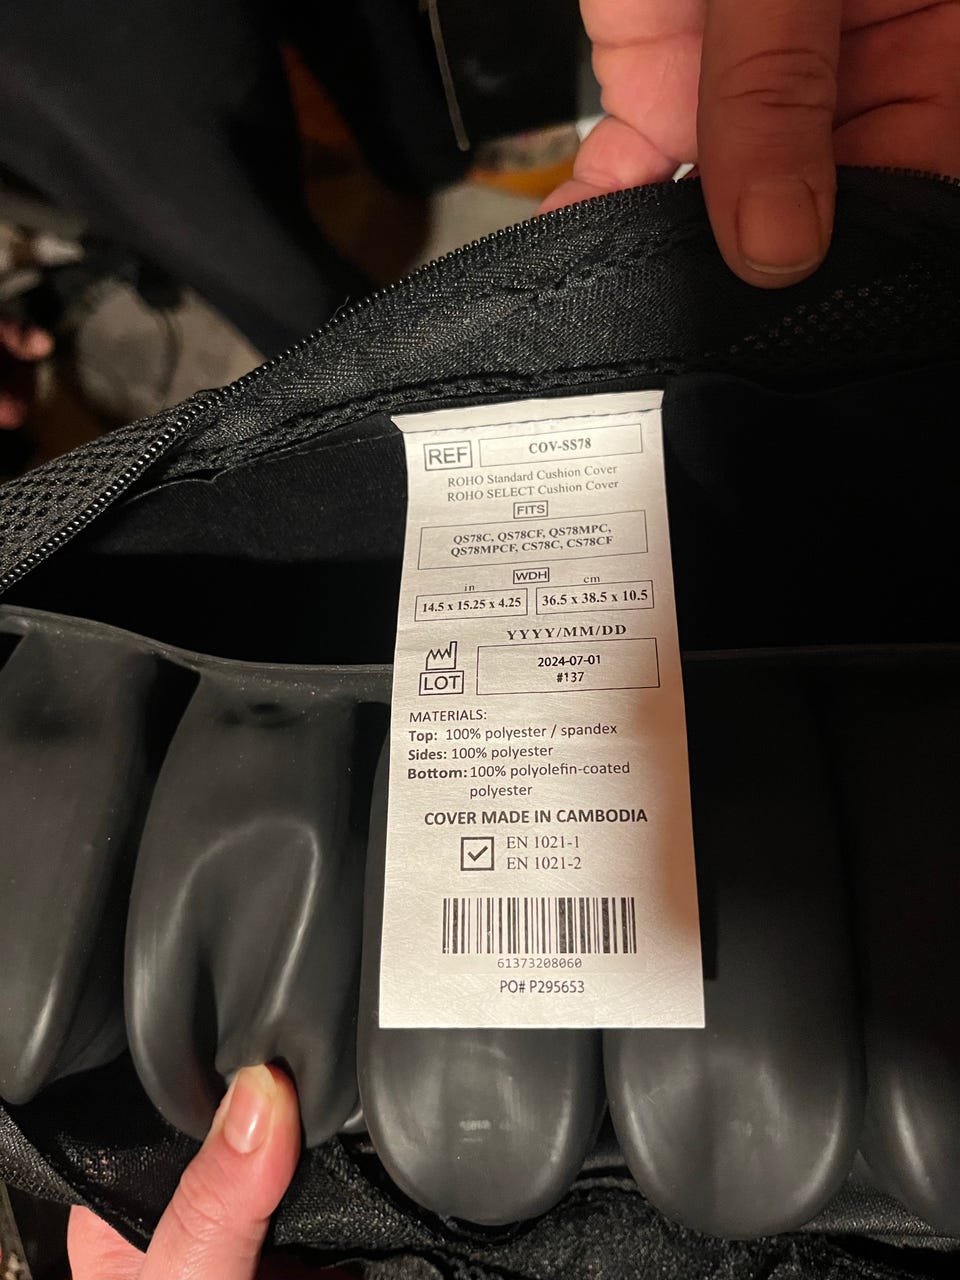 REF COV-SS78
ROHO Standard Cushion Cover
ROHO SELECT Cushion Cover
FITS
QS78C, QS78CF, QS78MPC,
QS78MPCF, CS78C, CS78CF
WDH
in cm
14.5 x 15.25 x 4.25 36.5 x 38.5 x 10.5
YYYY/MM/DD
2024-07-01
LOT #137
MATERIALS:
Top: 100% polyester / spandex
Sides: 100% polyester
Bottom: 100% polyolefin-coated
polyester
COVER MADE IN CAMBODIA
EN 1021-1
EN 1021-2
61373208060
PO# P295653